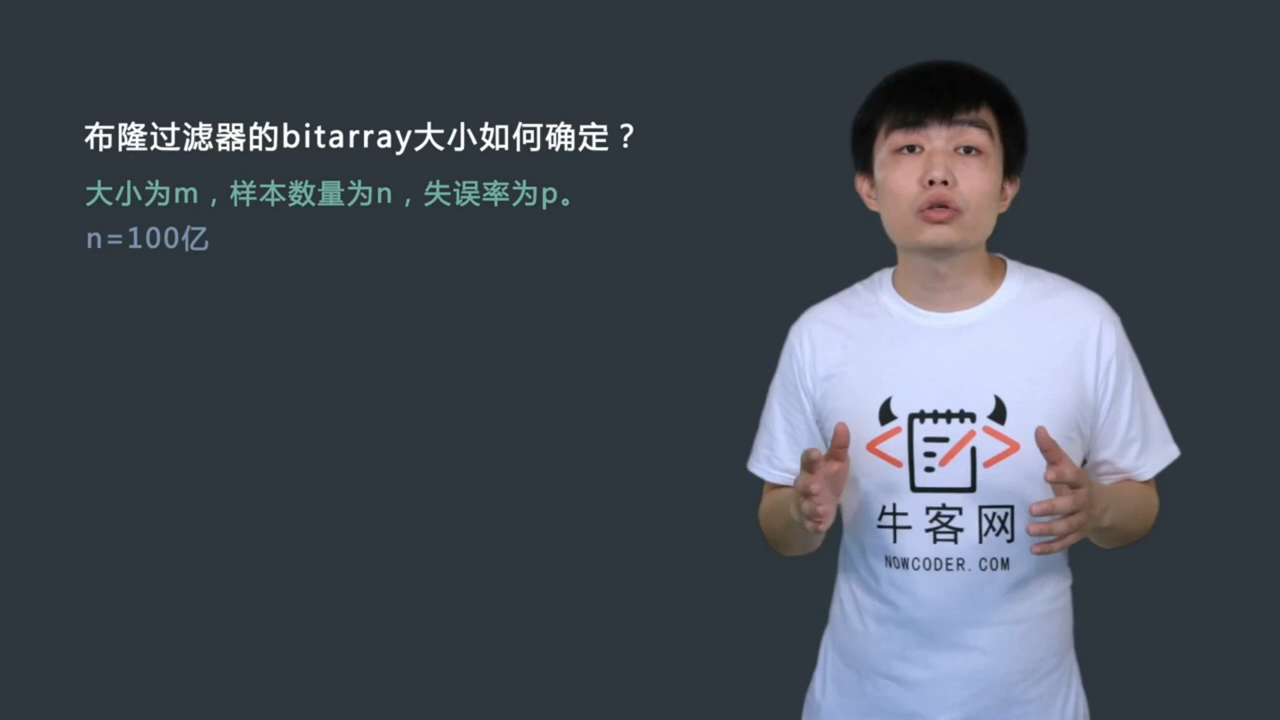 布隆过滤器的bitarray大小如何确定？
大小为m，样本数量为n，失误率为p。
n=100亿
牛客网
NOWCODER.COM